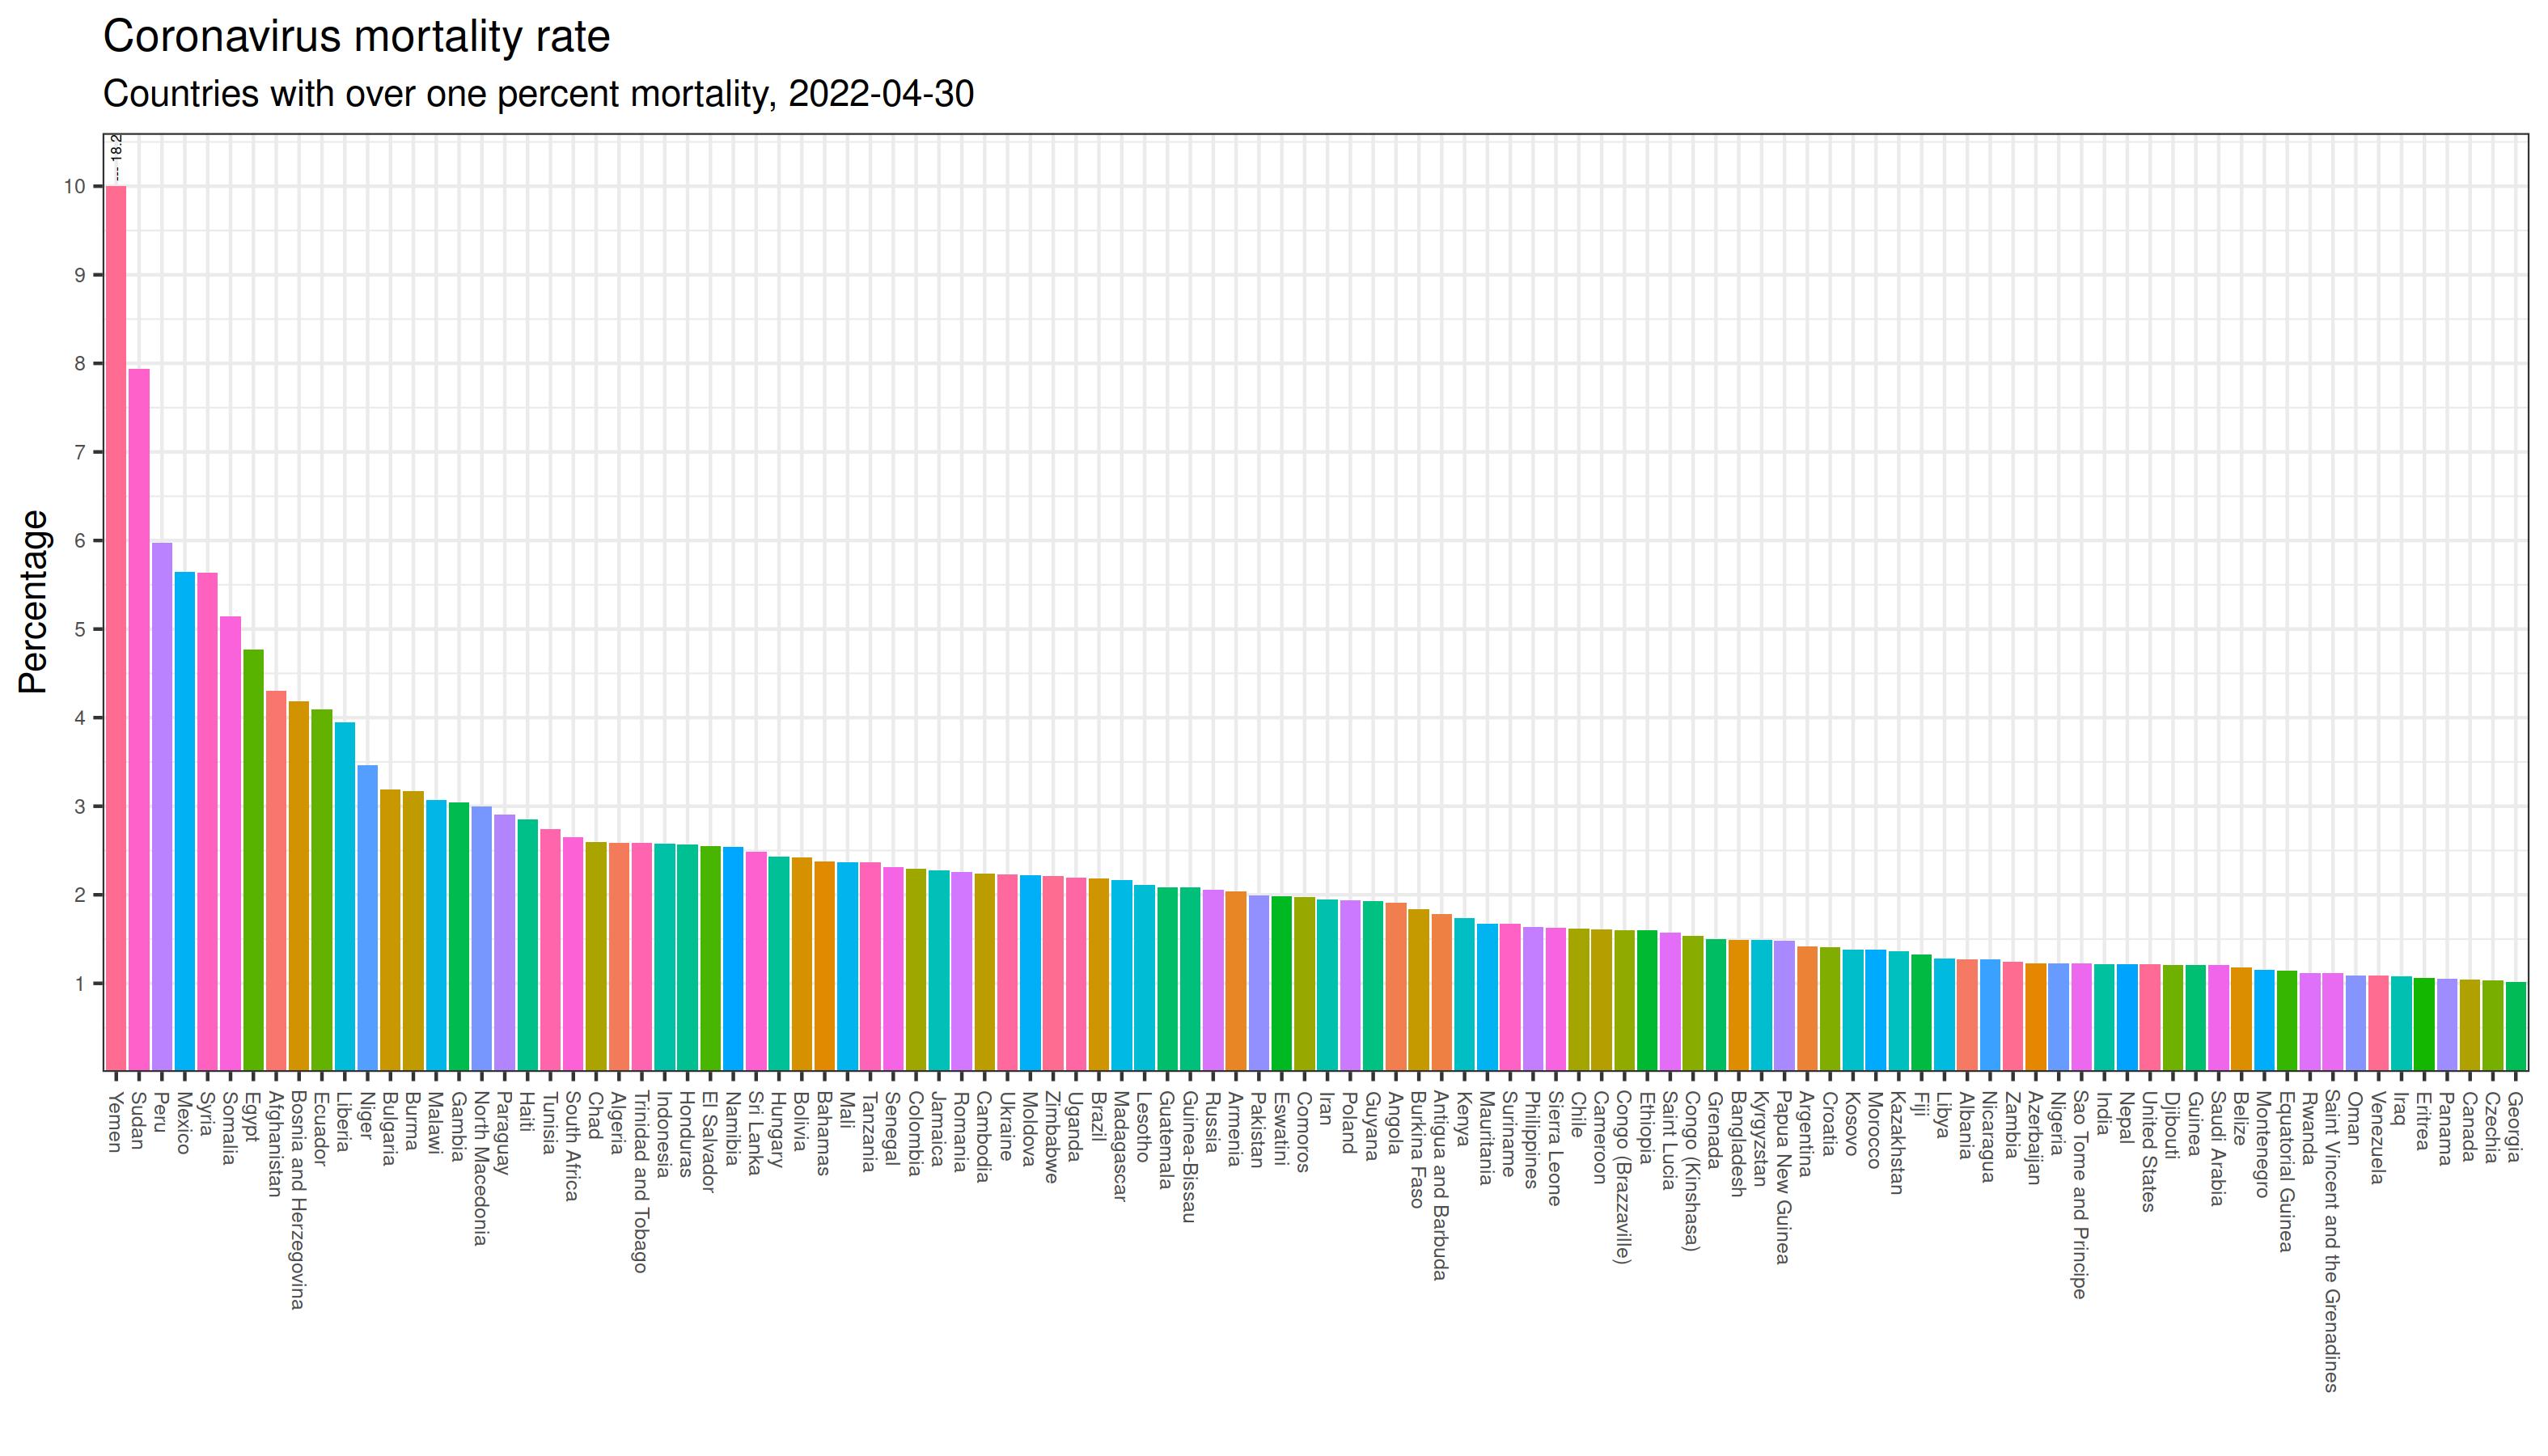 Coronavirus mortality rate
Countries with over one percent mortality, 2022-04-30
--- 18.2
Percentage
10
9
8
7
6
5
4
3
2
1
Yemen
Sudan
Peru
Mexico
Syria
Somalia
Egypt
Afghanistan
Bosnia and Herzegovina
Ecuador
Liberia
Niger
Bulgaria
Burma
Malawi
Gambia
North Macedonia
Paraguay
Haiti
Tunisia
South Africa
Chad
Algeria
Trinidad and Tobago
Indonesia
Honduras
El Salvador
Namibia
Sri Lanka
Hungary
Bolivia
Bahamas
Mali
Tanzania
Senegal
Colombia
Jamaica
Romania
Cambodia
Ukraine
Moldova
Zimbabwe
Uganda
Brazil
Madagascar
Lesotho
Guatemala
Guinea-Bissau
Russia
Armenia
Pakistan
Eswatini
Comoros
Iran
Poland
Guyana
Angola
Burkina Faso
Antigua and Barbuda
Kenya
Mauritania
Suriname
Philippines
Sierra Leone
Chile
Cameroon
Congo (Brazzaville)
Ethiopia
Saint Lucia
Congo (Kinshasa)
Grenada
Bangladesh
Kyrgyzstan
Papua New Guinea
Argentina
Croatia
Kosovo
Morocco
Kazakhstan
Fiji
Libya
Albania
Nicaragua
Zambia
Azerbaijan
Nigeria
Sao Tome and Principe
India
Nepal
United States
Djibouti
Guinea
Saudi Arabia
Belize
Montenegro
Equatorial Guinea
Rwanda
Saint Vincent and the Grenadines
Oman
Venezuela
Iraq
Eritrea
Panama
Canada
Czechia
Georgia